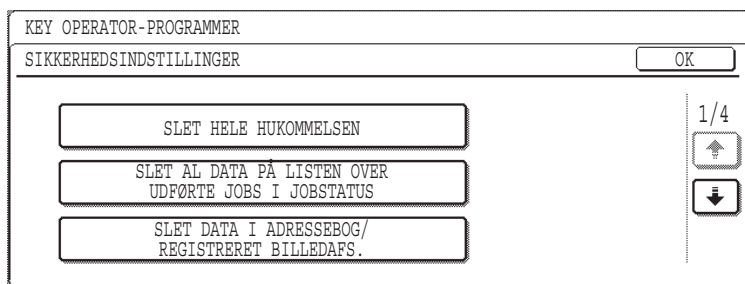 KEY OPERATOR-PROGRAMMER
SIKKERHEDSINDSTILLINGER
OK
1/4
SLET HELE HUKOMMELSEN
SLET AL DATA PÅ LISTEN OVER
UDFØRTE JOBS I JOBSTATUS
SLET DATA I ADRESSEBOG/
REGISTRERET BILLEDAFS.